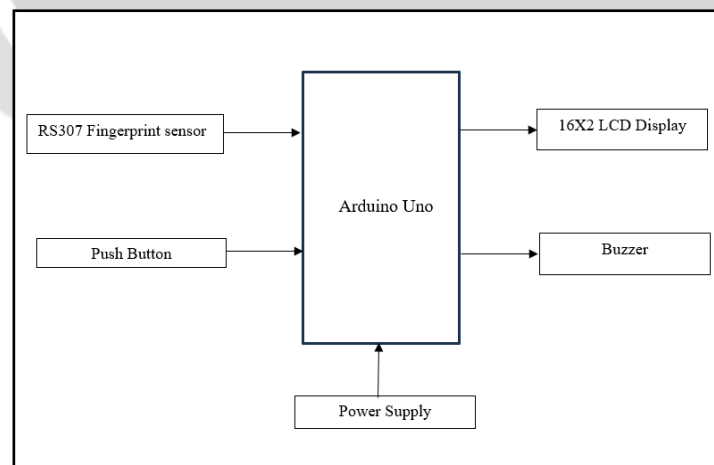 RS307 Fingerprint sensor
16X2 LCD Display
Arduino Uno
Push Button
Buzzer
Power Supply